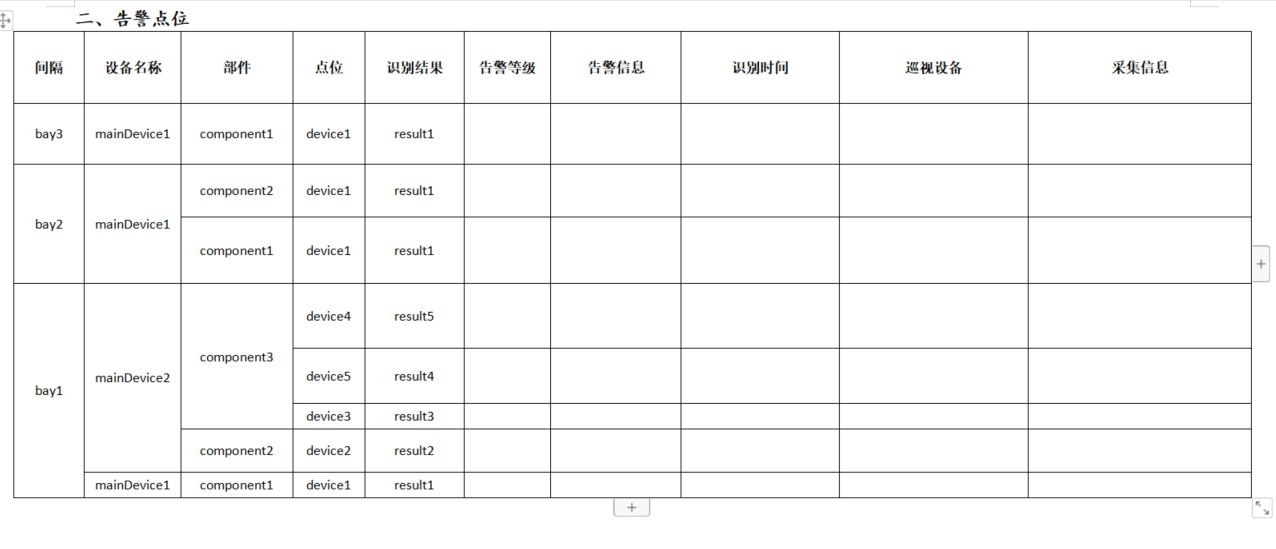 二、告警点位
间隔 设备名称 部件 点位 识别结果 告警等级 告警信息 识别时间 巡视设备 采集信息
bay3 mainDevice1 component1 device1 result1
bay2 mainDevice1 component2 device1 result1
component1 device1 result1
bay1 mainDevice2 component3 device4 result5
device5 result4
device3 result3
component2 device2 result2
mainDevice1 component1 device1 result1